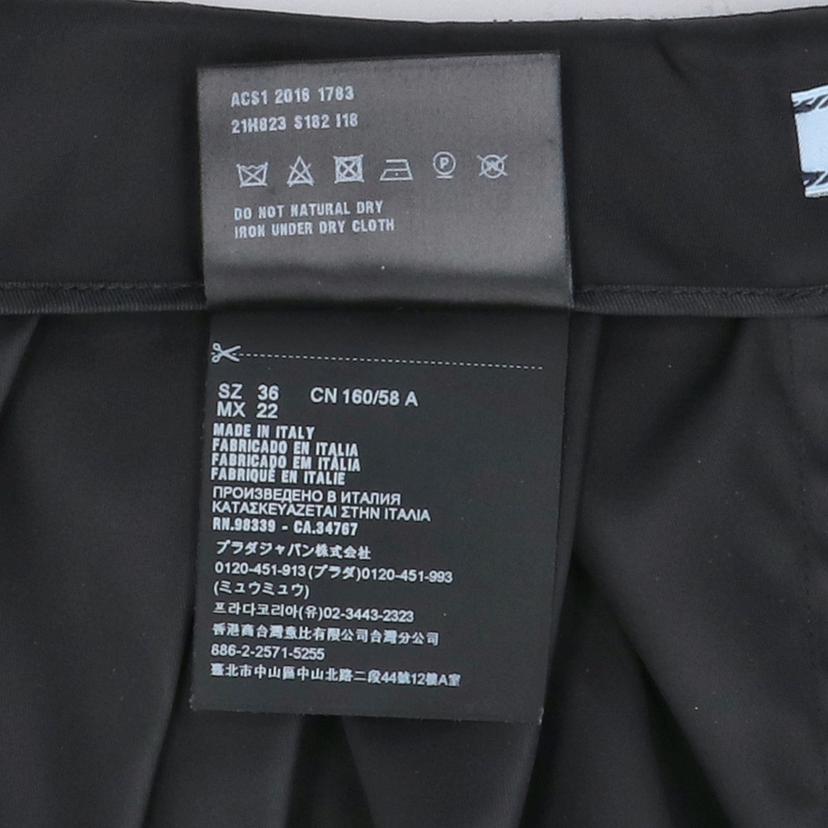 ACS1 2016 1783
21H823 S182 I18
P
W
DO NOT NATURAL DRY
IRON UNDER DRY CLOTH
SZ 36 CN 160/58 A
MX 22
MADE IN ITALY
FABRICADO EN ITALIA
FABRICADO EM ITÁLIA
FABRIQUÉ EN ITALIE
ПРОИЗВЕДЕНО В ИТАЛИЯ
ΚΑΤΑΣΚΕΥΑΖΕΤΑΙ ΣΤΗΝ ΙΤΑΛΙΑ
RN.98339 - CA.34767
プラダジャパン株式会社
0120-451-913(プラダ)0120-451-993
(ミュウミュウ)
프라다코리아(유)02-3443-2323
香港商台灣意比有限公司台灣分公司
886-2-2571-5255
臺北市中山區中山北路二段44號12樓A室